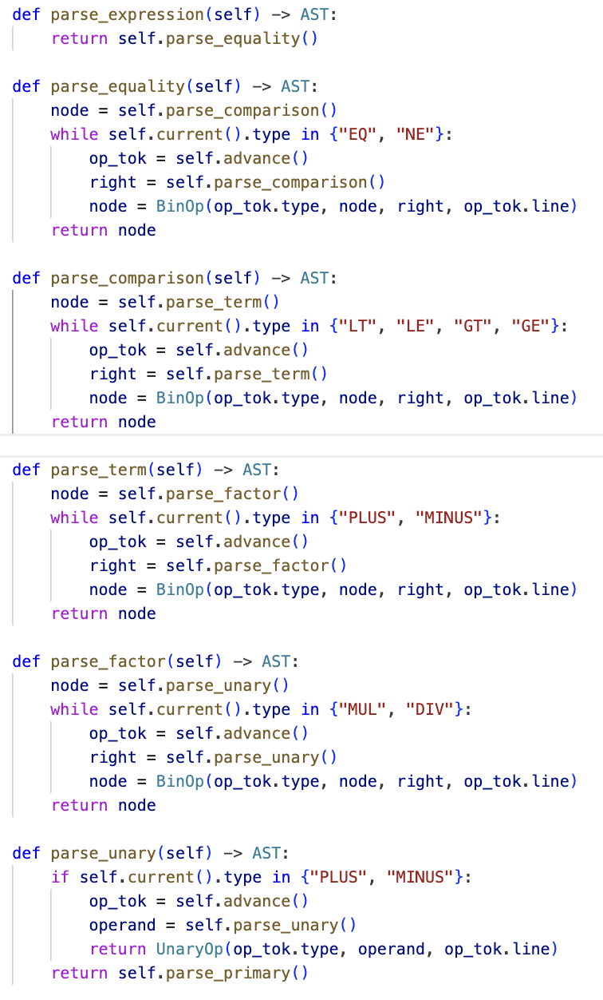 def parse_expression(self) -> AST:
    return self.parse_equality()

def parse_equality(self) -> AST:
    node = self.parse_comparison()
    while self.current().type in {"EQ", "NE"}:
        op_tok = self.advance()
        right = self.parse_comparison()
        node = BinOp(op_tok.type, node, right, op_tok.line)
    return node

def parse_comparison(self) -> AST:
    node = self.parse_term()
    while self.current().type in {"LT", "LE", "GT", "GE"}:
        op_tok = self.advance()
        right = self.parse_term()
        node = BinOp(op_tok.type, node, right, op_tok.line)
    return node

def parse_term(self) -> AST:
    node = self.parse_factor()
    while self.current().type in {"PLUS", "MINUS"}:
        op_tok = self.advance()
        right = self.parse_factor()
        node = BinOp(op_tok.type, node, right, op_tok.line)
    return node

def parse_factor(self) -> AST:
    node = self.parse_unary()
    while self.current().type in {"MUL", "DIV"}:
        op_tok = self.advance()
        right = self.parse_unary()
        node = BinOp(op_tok.type, node, right, op_tok.line)
    return node

def parse_unary(self) -> AST:
    if self.current().type in {"PLUS", "MINUS"}:
        op_tok = self.advance()
        operand = self.parse_unary()
        return UnaryOp(op_tok.type, operand, op_tok.line)
    return self.parse_primary()